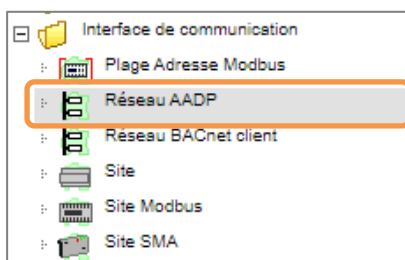 Interface de communication
Plage Adresse Modbus
Réseau AADP
Réseau BACnet client
Site
Site Modbus
Site SMA